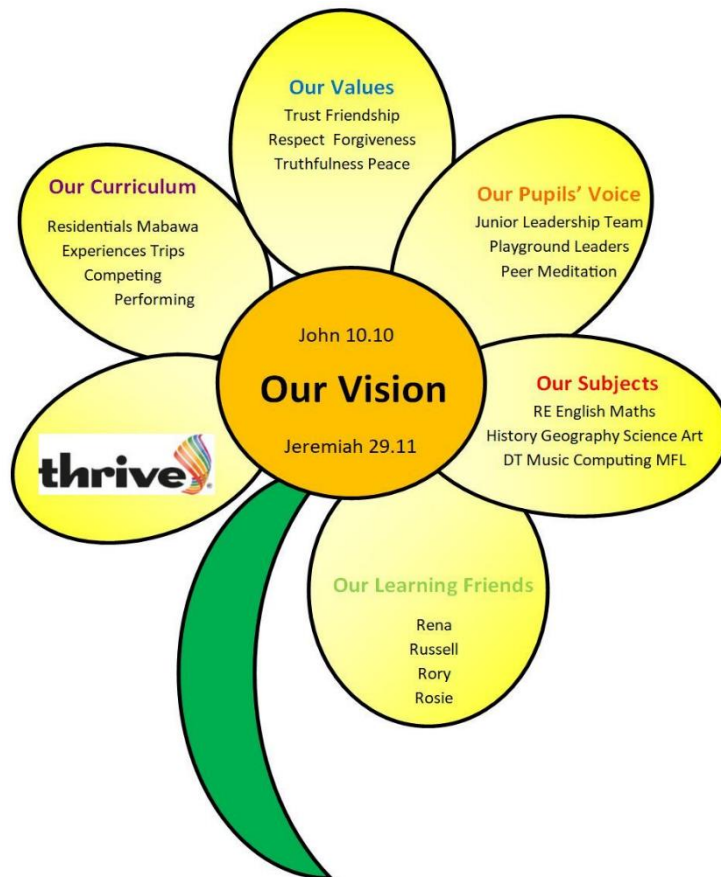 Our Values
Trust Friendship
Respect Forgiveness
Truthfulness Peace
Our Pupils' Voice
Junior Leadership Team
Playground Leaders
Peer Meditation
Our Subjects
RE English Maths
History Geography Science Art
DT Music Computing MFL
Our Learning Friends
Rena
Russell
Rory
Rosie
thrive®
Our Curriculum
Residentials Mabawa
Experiences Trips
Competing
Performing
John 10.10
Our Vision
Jeremiah 29.11